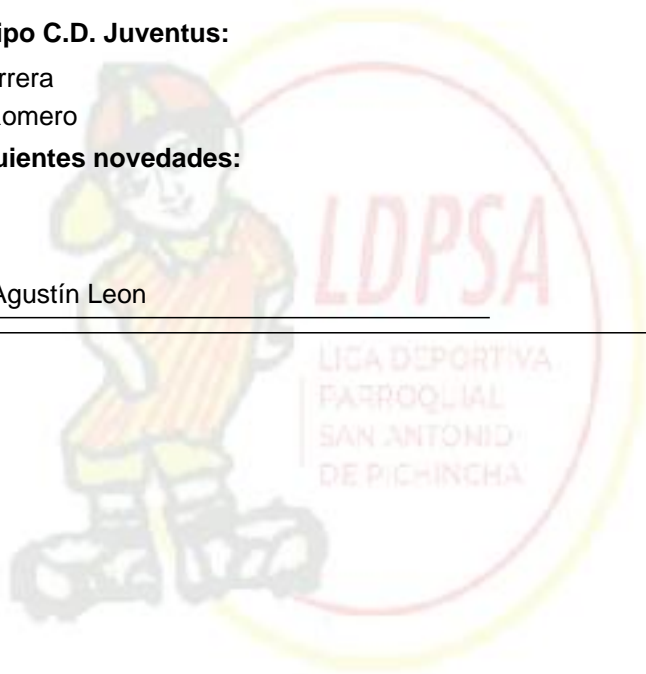 ipo C.D. Juventus:
rrera
omero
uientes novedades:
Agustín Leon
LDPSA
LIGA DEPORTIVA
PARROQUIAL
SAN ANTONIO
DE PICHINCHA